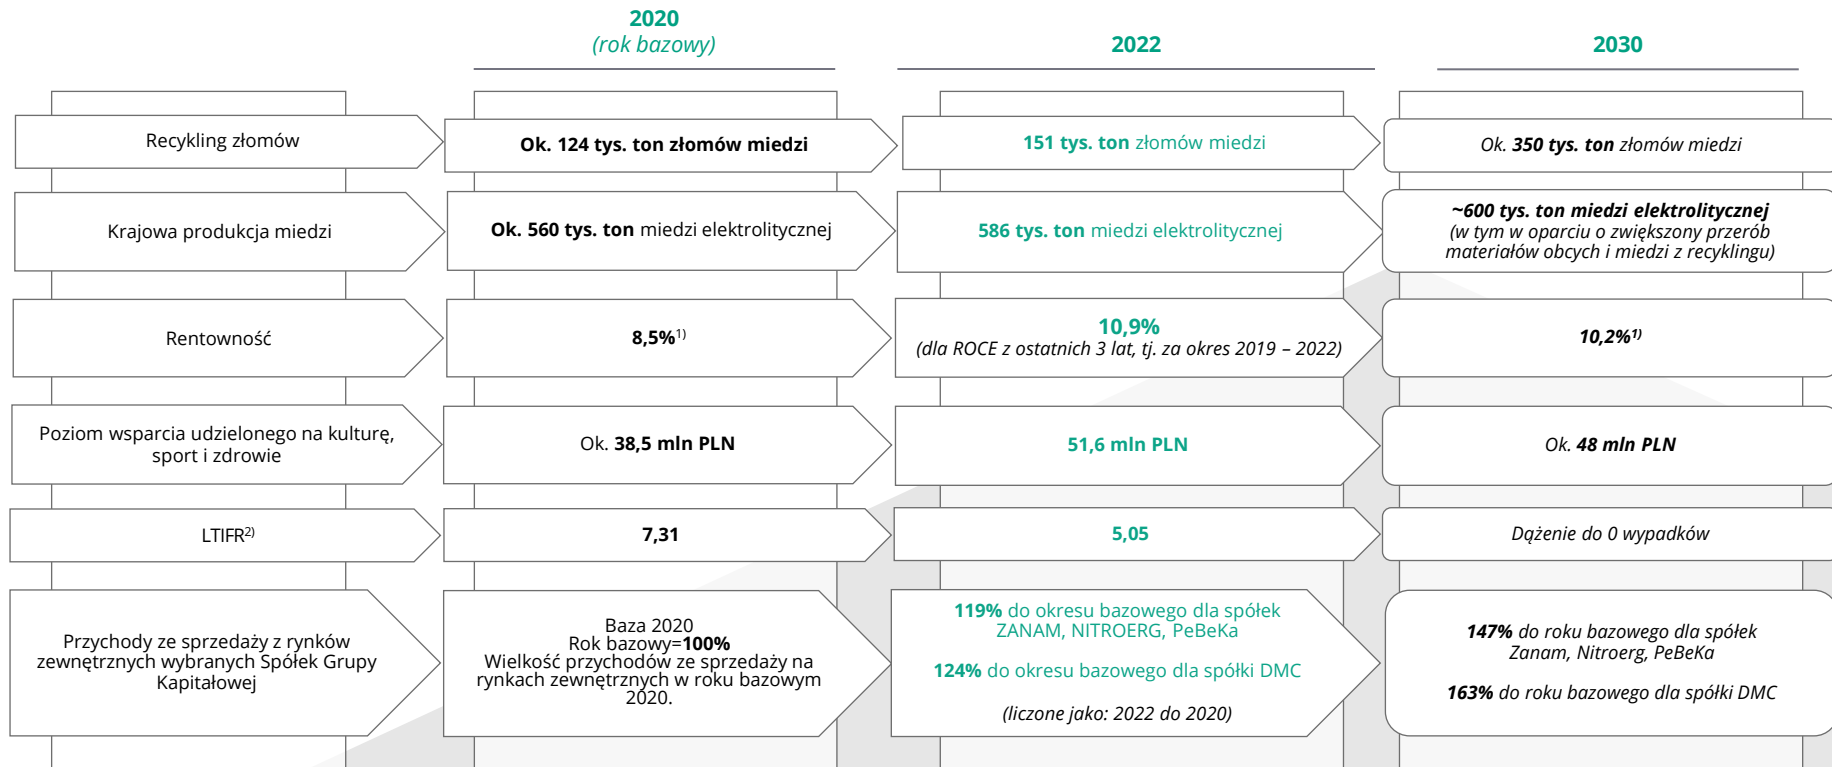 2020
(rok bazowy)
2022
2030
Recykling złomów
Ok. 124 tys. ton złomów miedzi
151 tys. ton złomów miedzi
Ok. 350 tys. ton złomów miedzi
Krajowa produkcja miedzi
Ok. 560 tys. ton miedzi elektrolitycznej
586 tys. ton miedzi elektolitycznej
~600 tys. ton miedzi elektrolitycznej
(w tym w oparciu o zwiększony przerób
materiałów obcych i miedzi z recyklingu)
Rentowność
8,5%1)
10,9%
(dla ROCE z ostatnich 3 lat, tj. za okres 2019 – 2022)
10,2%1)
Poziom wsparcia udzielonego na kulturę,
sport i zdrowie
Ok. 38,5 mln PLN
51,6 mln PLN
Ok. 48 mln PLN
LTIFR2)
7,31
5,05
Dążenie do 0 wypadków
Przychody ze sprzedaży z rynków
zewnętrznych wybranych Spółek Grupy
Kapitałowej
Baza 2020
Rok bazowy=100%
Wielkość przychodów ze sprzedaży na
rynkach zewnętrznych w roku bazowym
2020.
119% do okresu bazowego dla spółek
ZANAM, NITROERG, PeBeKa
124% do okresu bazowego dla spółki DMC
(liczone jako: 2022 do 2020)
147% do roku bazowego dla spółek
Zanam, Nitroerg, PeBeKa
163% do roku bazowego dla spółki DMC